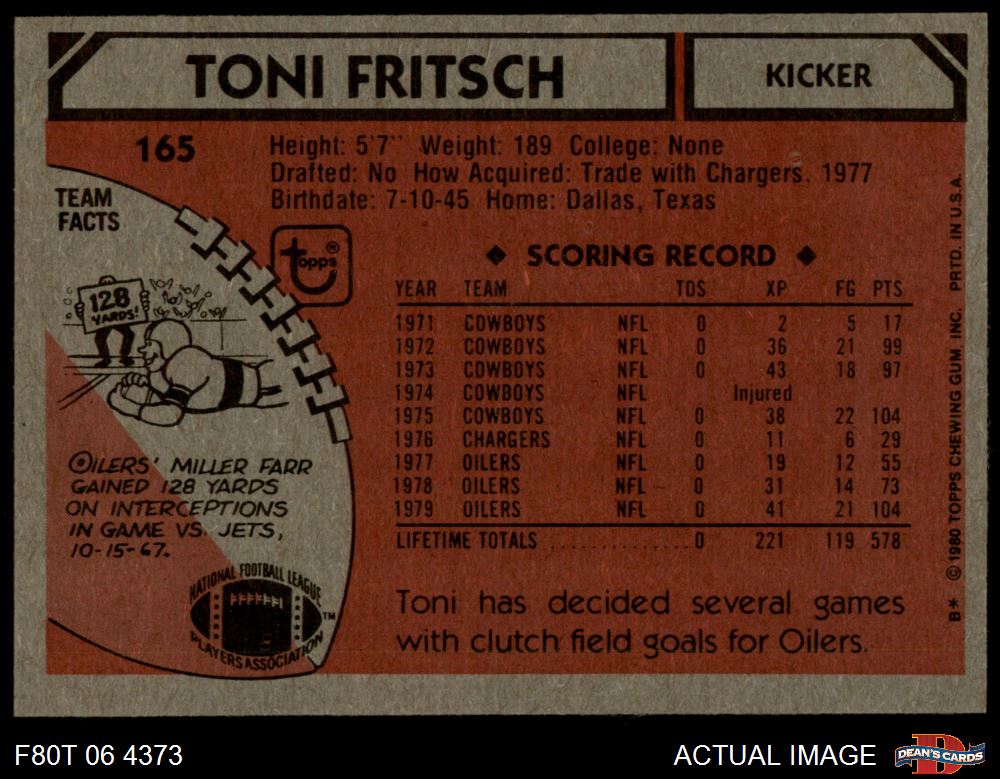 TONI FRITSCH
KICKER
165
Height: 5'7'' Weight: 189 College: None
Drafted: No How Acquired: Trade with Chargers. 1977
Birthdate: 7-10-45 Home: Dallas, Texas
TEAM
FACTS
topps®
128
YARDS!
OILERS' MILLER FARR
GAINED 128 YARDS
ON INTERCEPTIONS
IN GAME VS. JETS,
10-15-67.
NATIONAL FOOTBALL LEAGUE
PLAYERS ASSOCIATION
TM
◆ SCORING RECORD ◆
YEAR TEAM TDS XP FG PTS
1971 COWBOYS NFL 0 2 5 17
1972 COWBOYS NFL 0 36 21 99
1973 COWBOYS NFL 0 43 18 97
1974 COWBOYS NFL Injured
1975 COWBOYS NFL 0 38 22 104
1976 CHARGERS NFL 0 11 6 29
1977 OILERS NFL 0 19 12 55
1978 OILERS NFL 0 31 14 73
1979 OILERS NFL 0 41 21 104
LIFETIME TOTALS ............. 0 221 119 578
Toni has decided several games
with clutch field goals for Oilers.
B* © 1980 TOPPS CHEWING GUM INC. PRTD. IN U.S.A.
F80T 06 4373
ACTUAL IMAGE
DEAN'S CARDS